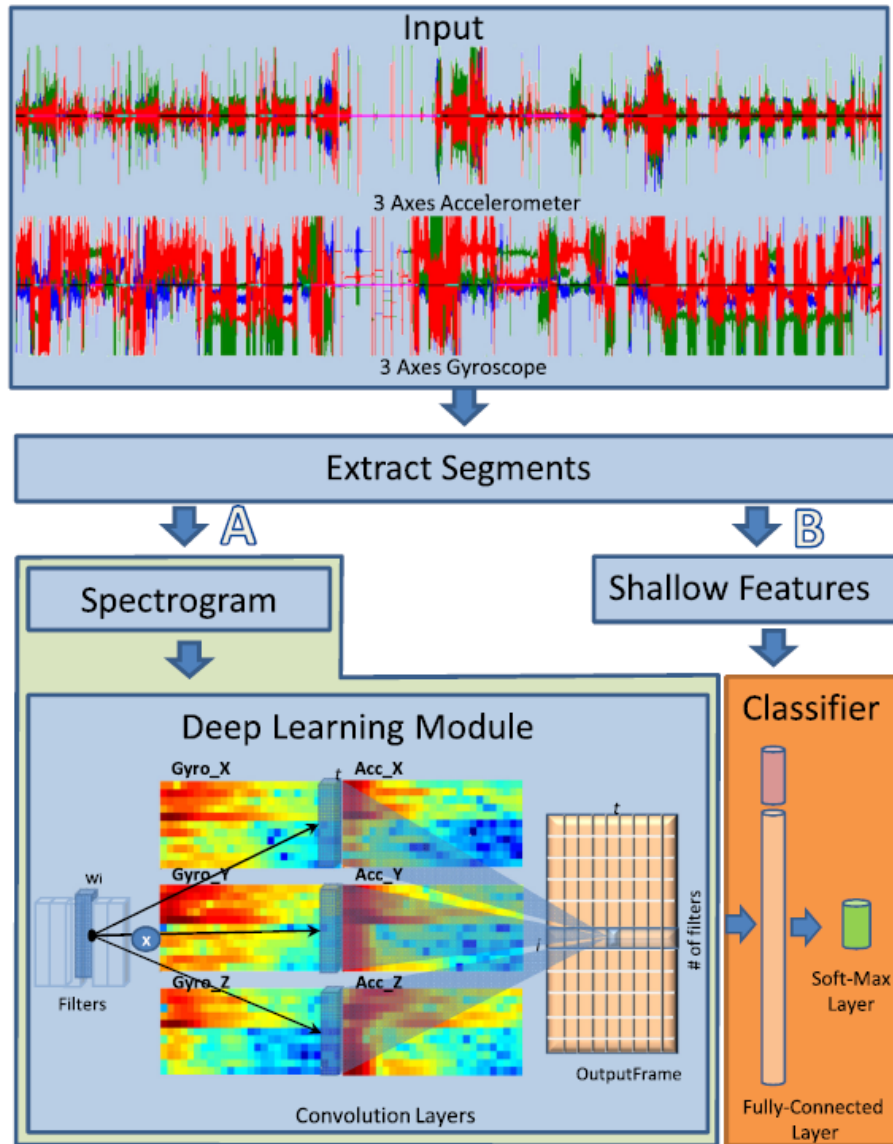 Input
3 Axes Accelerometer
3 Axes Gyroscope
Extract Segments
A
B
Spectrogram
Shallow Features
Deep Learning Module
Classifier
Gyro_X
t
Acc_X
t
wi
Gyro_Y
Acc_Y
x
i
# of filters
Gyro_Z
Acc_Z
Filters
Soft-Max
Layer
OutputFrame
Convolution Layers
Fully-Connected
Layer